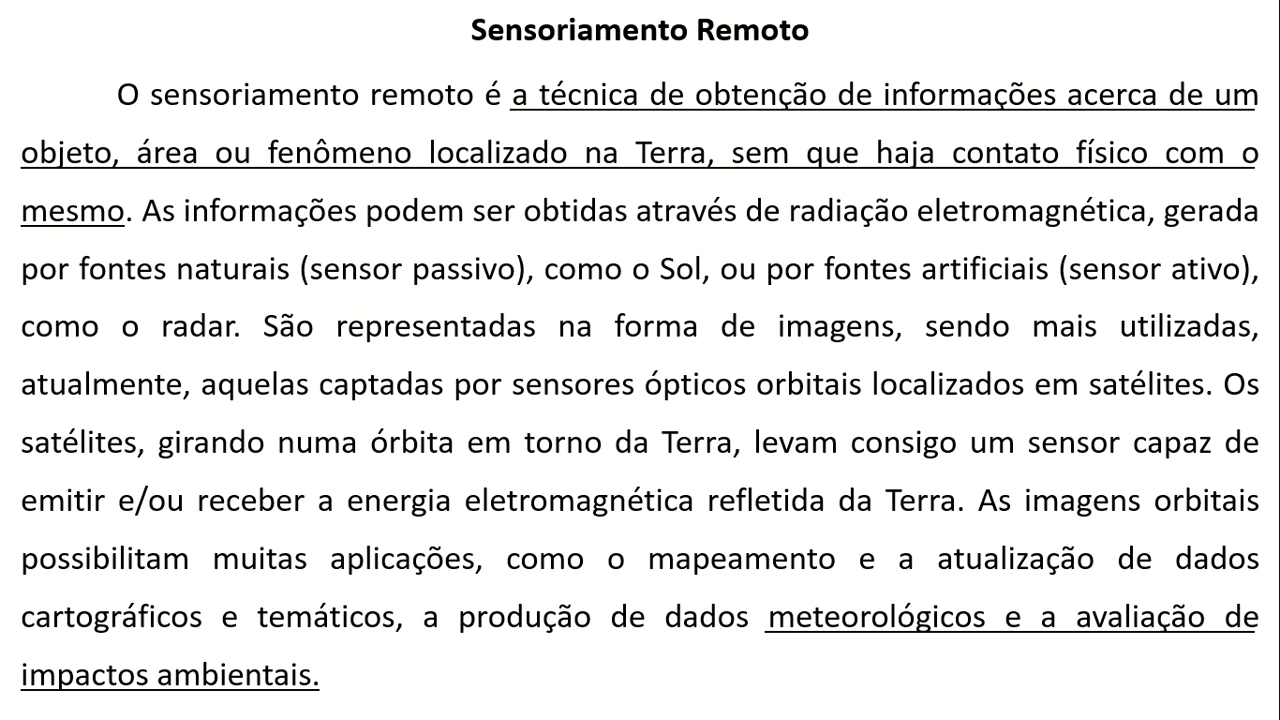 Sensoriamento Remoto
O sensoriamento remoto é a técnica de obtenção de informações acerca de um
objeto, área ou fenômeno localizado na Terra, sem que haja contato físico com o
mesmo. As informações podem ser obtidas através de radiação eletromagnética, gerada
por fontes naturais (sensor passivo), como o Sol, ou por fontes artificiais (sensor ativo),
como o radar. São representadas na forma de imagens, sendo mais utilizadas,
atualmente, aquelas captadas por sensores ópticos orbitais localizados em satélites. Os
satélites, girando numa órbita em torno da Terra, levam consigo um sensor capaz de
emitir e/ou receber a energia eletromagnética refletida da Terra. As imagens orbitais
possibilitam muitas aplicações, como o mapeamento e a atualização de dados
cartográficos e temáticos, a produção de dados meteorológicos e a avaliação de
impactos ambientais.